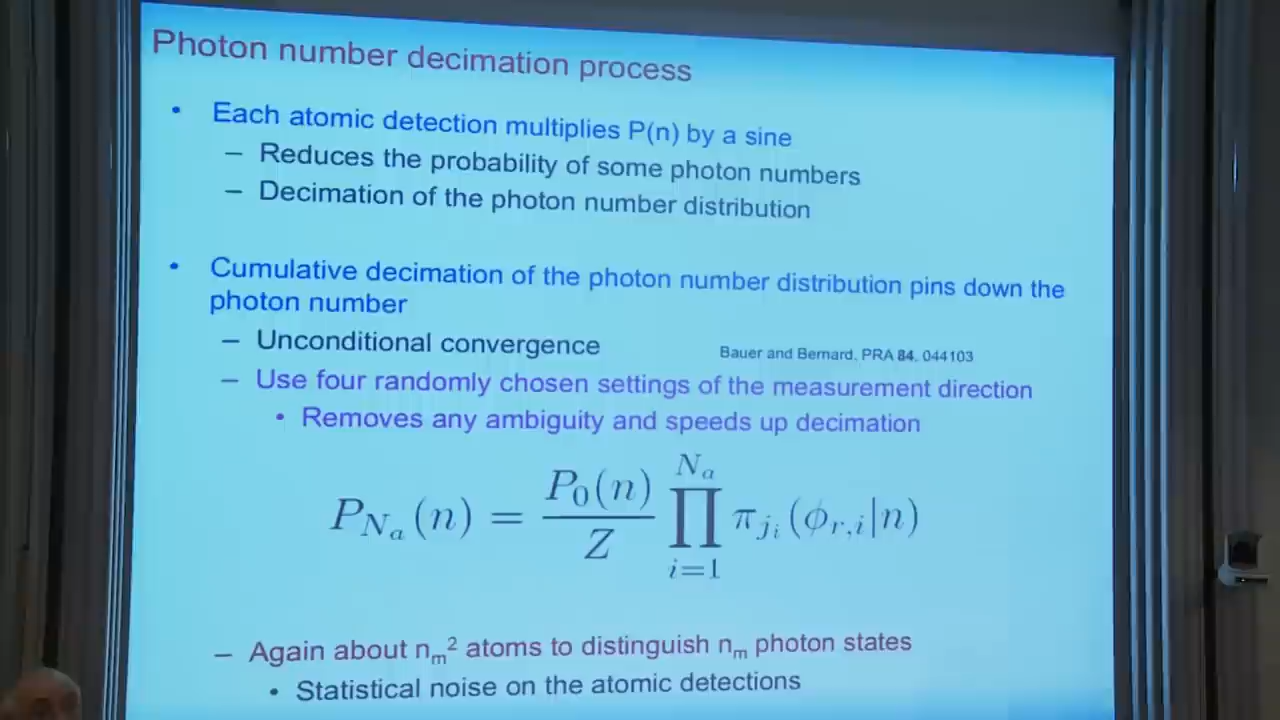 Photon number decimation process
• Each atomic detection multiplies P(n) by a sine
– Reduces the probability of some photon numbers
– Decimation of the photon number distribution
• Cumulative decimation of the photon number distribution pins down the
photon number
– Unconditional convergence
Bauer and Bernard, PRA 84, 044103
– Use four randomly chosen settings of the measurement direction
• Removes any ambiguity and speeds up decimation
P_{N_a}(n) = \frac{P_0(n)}{Z} \prod_{i=1}^{N_a} π_{j_i}(ϕ_{r,i}|n)
– Again about n_m² atoms to distinguish n_m photon states
• Statistical noise on the atomic detections